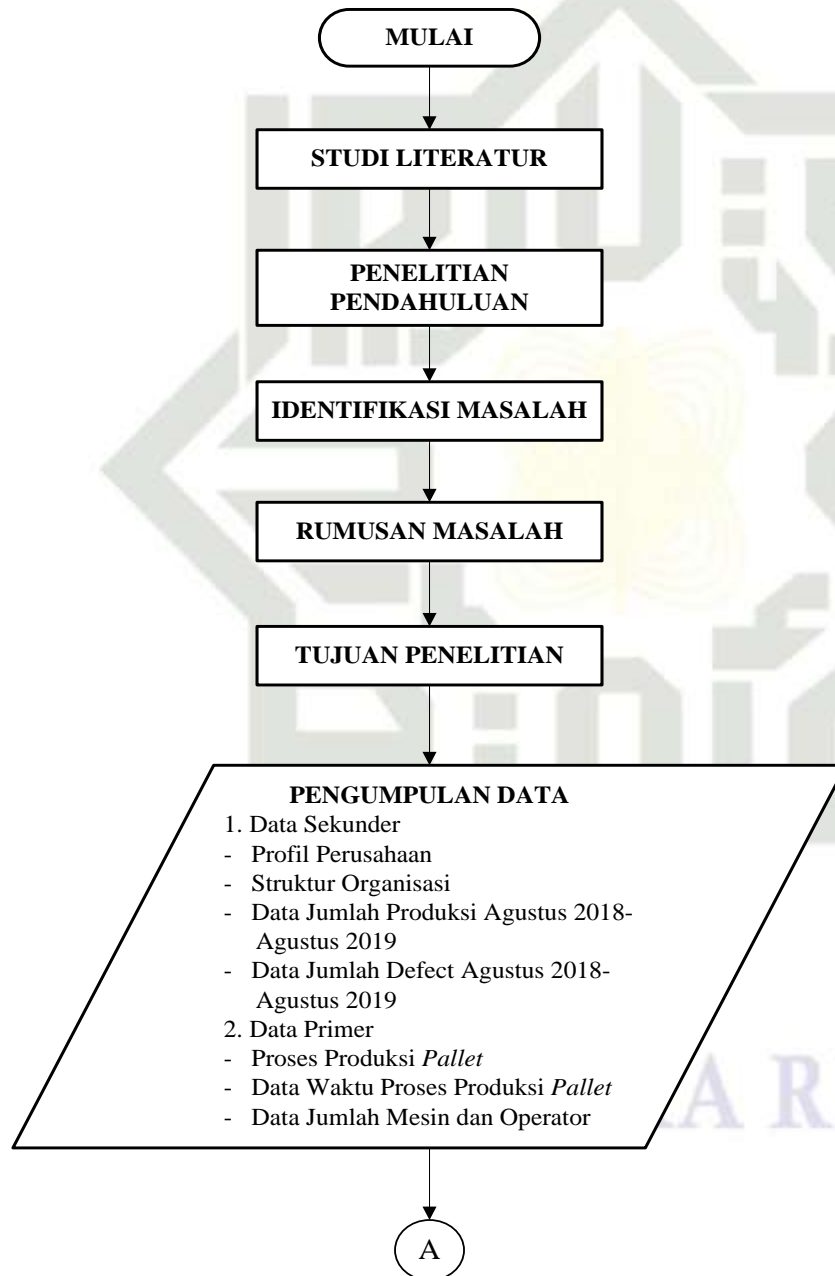 MULAI
STUDI LITERATUR
PENELITIAN
PENDAHULUAN
IDENTIFIKASI MASALAH
RUMUSAN MASALAH
TUJUAN PENELITIAN
PENGUMPULAN DATA
1. Data Sekunder
- Profil Perusahaan
- Struktur Organisasi
- Data Jumlah Produksi Agustus 2018-
Agustus 2019
- Data Jumlah Defect Agustus 2018-
Agustus 2019
2. Data Primer
- Proses Produksi Pallet
- Data Waktu Proses Produksi Pallet
- Data Jumlah Mesin dan Operator
A R
A